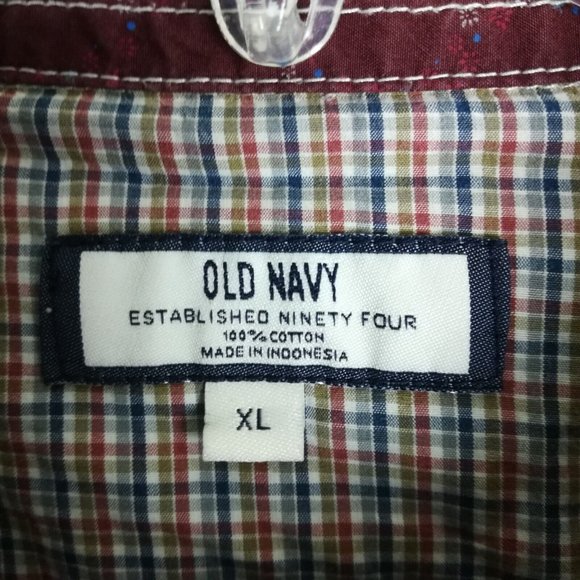 OLD NAVY
ESTABLISHED NINETY FOUR
100% COTTON
MADE IN INDONESIA
XL